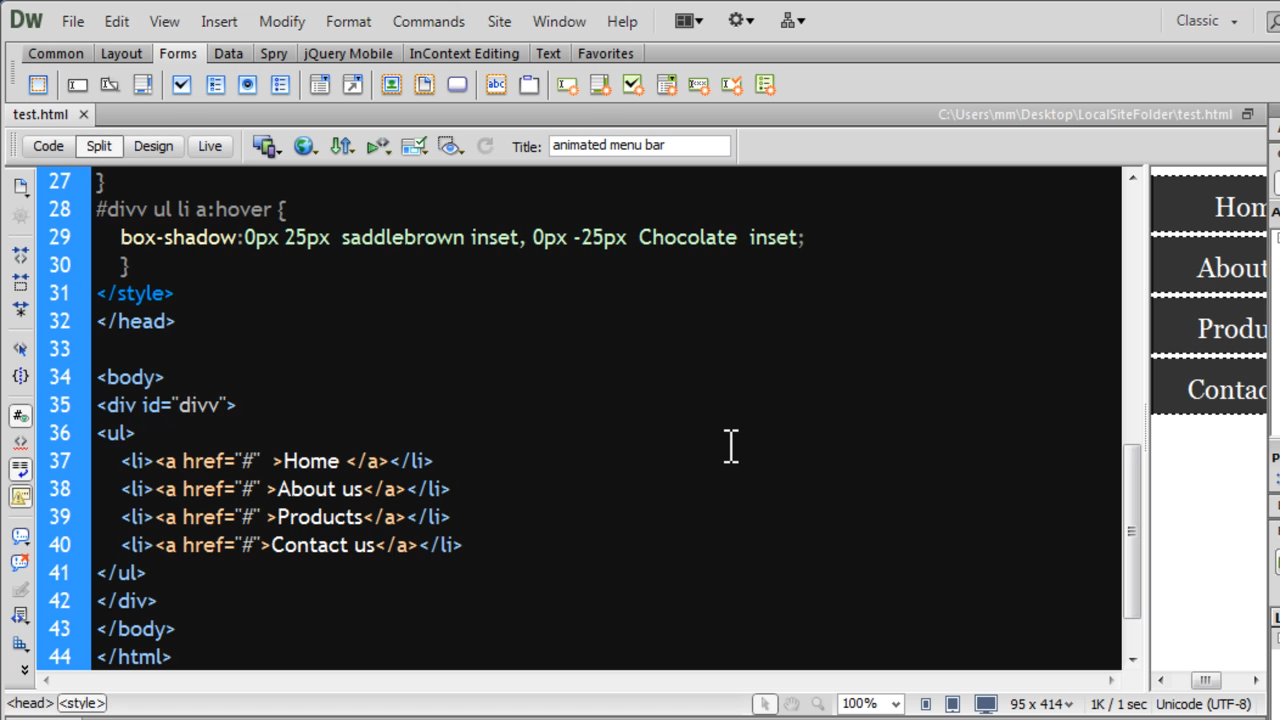 Dw File Edit View Insert Modify Format Commands Site Window Help Classic
Common Layout Forms Data Spry jQuery Mobile InContext Editing Text Favorites
abc
test.html C:\Users\mm\Desktop\LocalSiteFolder\test.html
Code Split Design Live Title: animated menu bar
27 }
28 #divv ul li a:hover {
29 box-shadow:0px 25px  saddlebrown inset, 0px -25px  Chocolate  inset;
30 }
31 </style>
32 </head>
33
34 <body>
35 <div id="divv">
36 <ul>
37 <li><a href="#"  >Home </a></li>
38 <li><a href="#" >About us</a></li>
39 <li><a href="#" >Products</a></li>
40 <li><a href="#">Contact us</a></li>
41 </ul>
42 </div>
43 </body>
44 </html>
Hom
About
Produ
Contac
<head> <style> 100% 95 x 414 1K / 1 sec Unicode (UTF-8)